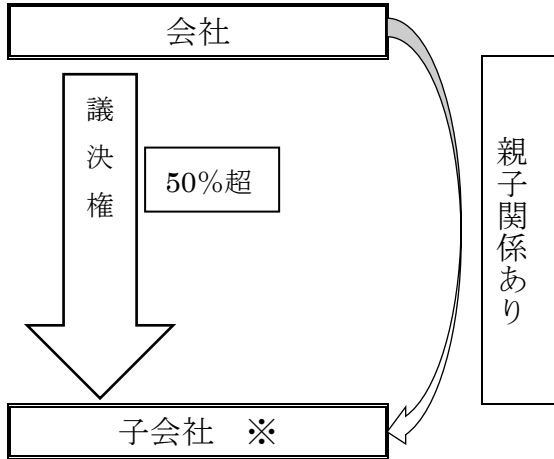 会社
議決権
50%超
親子関係あり
子会社 ※